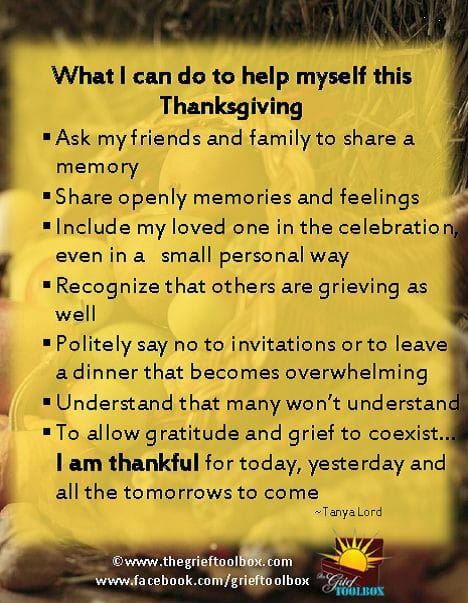 What I can do to help myself this
Thanksgiving
▪ Ask my friends and family to share a
memory
▪ Share openly memories and feelings
▪ Include my loved one in the celebration,
even in a small personal way
▪ Recognize that others are grieving as
well
▪ Politely say no to invitations or to leave
a dinner that becomes overwhelming
▪ Understand that many won't understand
▪ To allow gratitude and grief to coexist...
I am thankful for today, yesterday and
all the tomorrows to come
~Tanya Lord
©www.thegrieftoolbox.com
www.facebook.com/grieftoolbox
the Grief
TOOLBOX